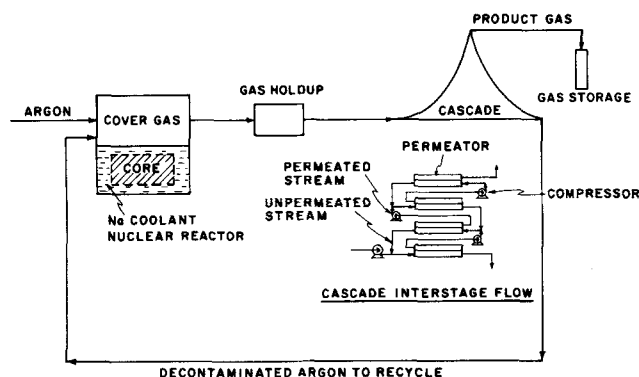 PRODUCT GAS
GAS HOLDUP
GAS STORAGE
ARGON
COVER GAS
CASCADE
PERMEATOR
CORE
PERMEATED
STREAM
COMPRESSOR
UNPERMEATED
STREAM
Na COOLANT
NUCLEAR REACTOR
CASCADE INTERSTAGE FLOW
DECONTAMINATED ARGON TO RECYCLE